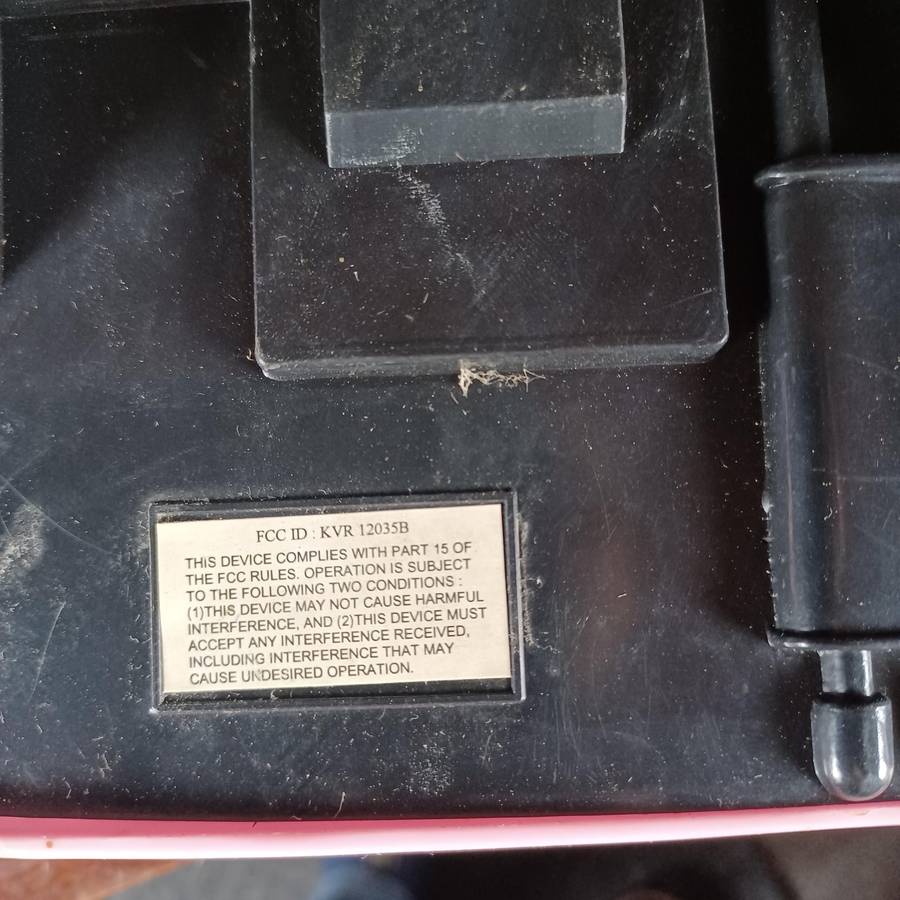 FCC ID : KVR 12035B
THIS DEVICE COMPLIES WITH PART 15 OF
THE FCC RULES. OPERATION IS SUBJECT
TO THE FOLLOWING TWO CONDITIONS :
(1)THIS DEVICE MAY NOT CAUSE HARMFUL
INTERFERENCE, AND (2)THIS DEVICE MUST
ACCEPT ANY INTERFERENCE RECEIVED,
INCLUDING INTERFERENCE THAT MAY
CAUSE UNDESIRED OPERATION.